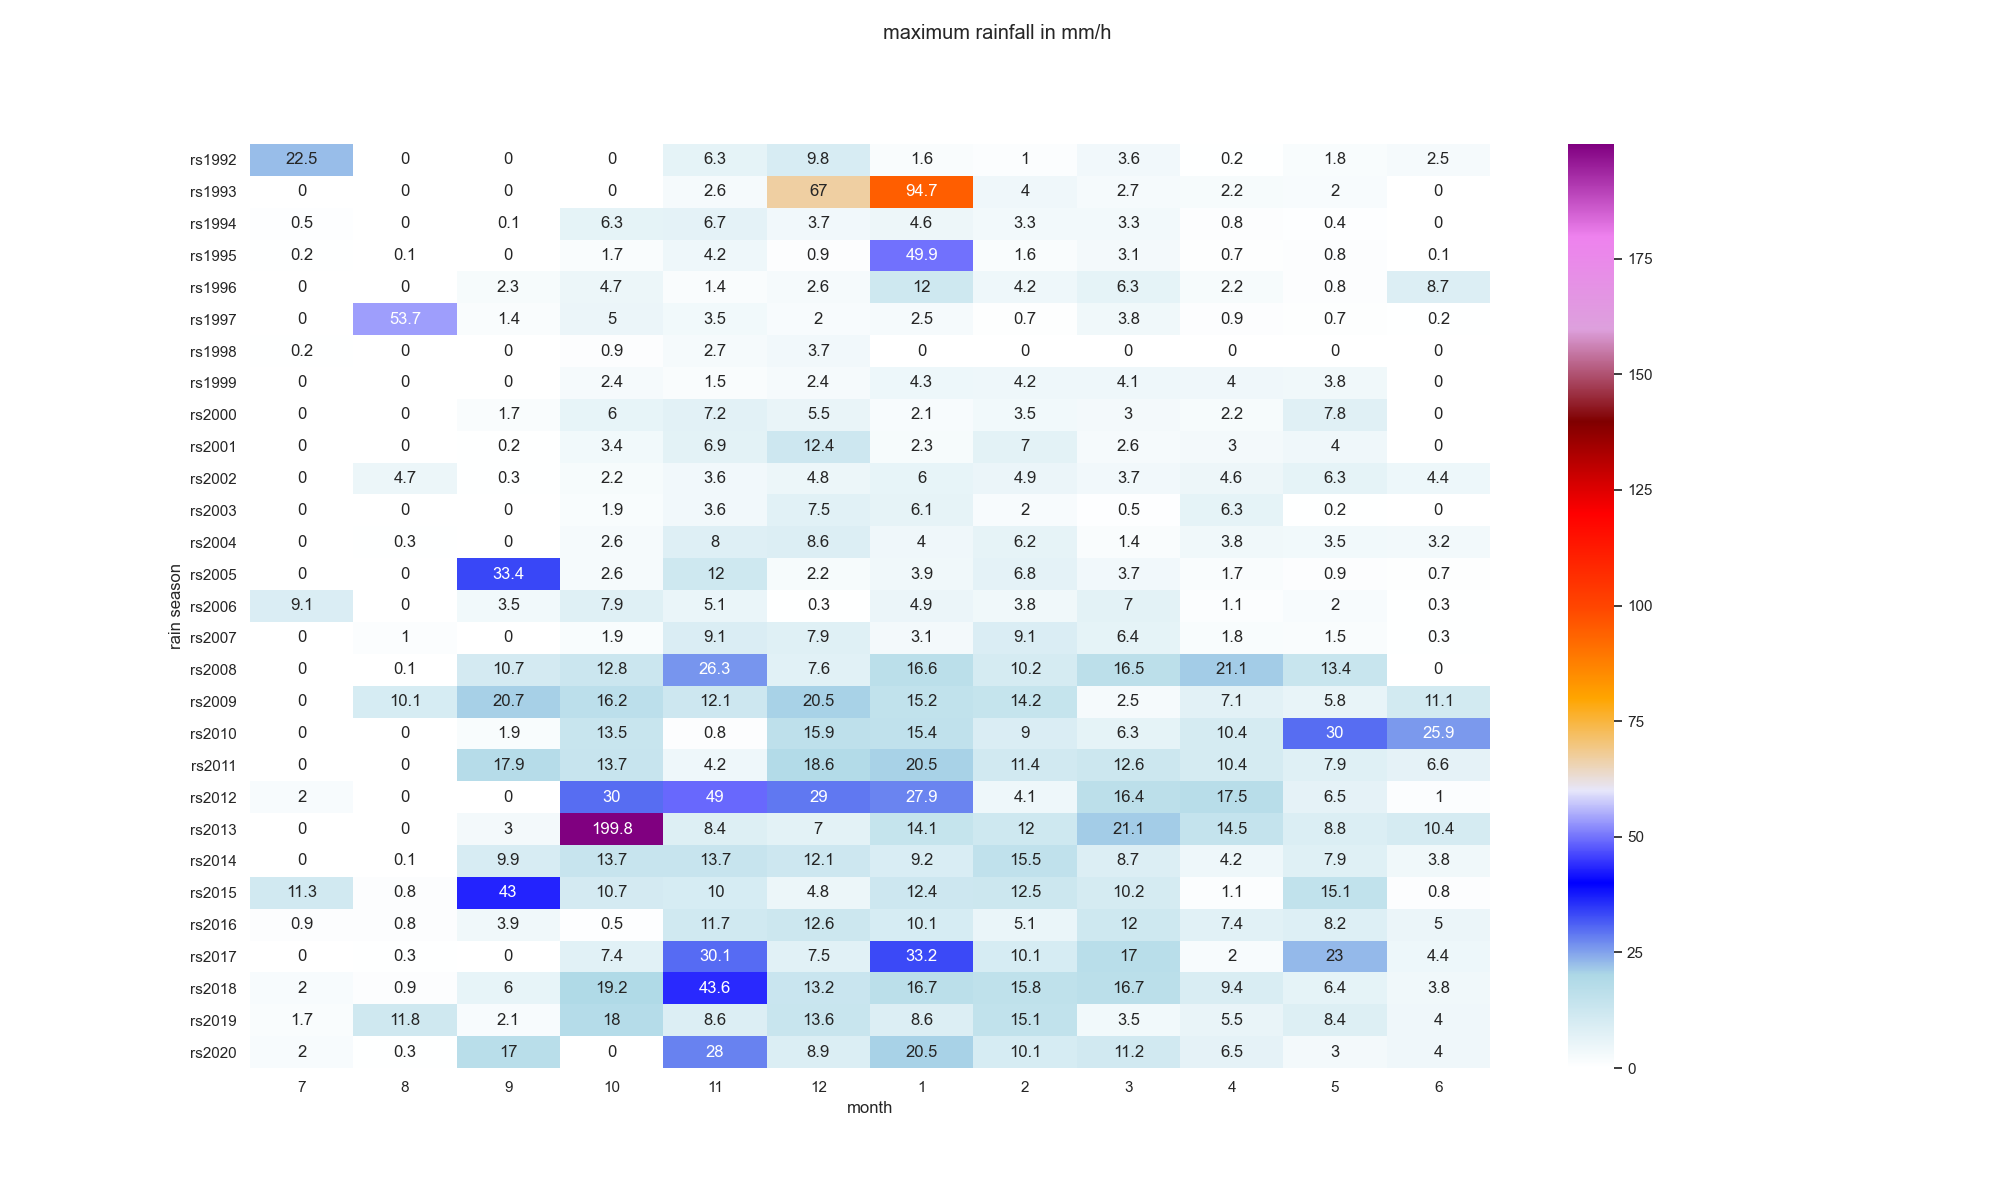 maximum rainfall in mm/h
rs1992 22.5 0 0 0 6.3 9.8 1.6 1 3.6 0.2 1.8 2.5
rs1993 0 0 0 0 2.6 67 94.7 4 2.7 2.2 2 0
rs1994 0.5 0 0.1 6.3 6.7 3.7 4.6 3.3 3.3 0.8 0.4 0
rs1995 0.2 0.1 0 1.7 4.2 0.9 49.9 1.6 3.1 0.7 0.8 0.1
rs1996 0 0 2.3 4.7 1.4 2.6 12 4.2 6.3 2.2 0.8 8.7
rs1997 0 53.7 1.4 5 3.5 2 2.5 0.7 3.8 0.9 0.7 0.2
rs1998 0.2 0 0 0.9 2.7 3.7 0 0 0 0 0 0
rs1999 0 0 0 2.4 1.5 2.4 4.3 4.2 4.1 4 3.8 0
rs2000 0 0 1.7 6 7.2 5.5 2.1 3.5 3 2.2 7.8 0
rs2001 0 0 0.2 3.4 6.9 12.4 2.3 7 2.6 3 4 0
rs2002 0 4.7 0.3 2.2 3.6 4.8 6 4.9 3.7 4.6 6.3 4.4
rs2003 0 0 0 1.9 3.6 7.5 6.1 2 0.5 6.3 0.2 0
rs2004 0 0.3 0 2.6 8 8.6 4 6.2 1.4 3.8 3.5 3.2
rs2005 0 0 33.4 2.6 12 2.2 3.9 6.8 3.7 1.7 0.9 0.7
rs2006 9.1 0 3.5 7.9 5.1 0.3 4.9 3.8 7 1.1 2 0.3
rs2007 0 1 0 1.9 9.1 7.9 3.1 9.1 6.4 1.8 1.5 0.3
rs2008 0 0.1 10.7 12.8 26.3 7.6 16.6 10.2 16.5 21.1 13.4 0
rs2009 0 10.1 20.7 16.2 12.1 20.5 15.2 14.2 2.5 7.1 5.8 11.1
rs2010 0 0 1.9 13.5 0.8 15.9 15.4 9 6.3 10.4 30 25.9
rs2011 0 0 17.9 13.7 4.2 18.6 20.5 11.4 12.6 10.4 7.9 6.6
rs2012 2 0 0 30 49 29 27.9 4.1 16.4 17.5 6.5 1
rs2013 0 0 3 199.8 8.4 7 14.1 12 21.1 14.5 8.8 10.4
rs2014 0 0.1 9.9 13.7 13.7 12.1 9.2 15.5 8.7 4.2 7.9 3.8
rs2015 11.3 0.8 43 10.7 10 4.8 12.4 12.5 10.2 1.1 15.1 0.8
rs2016 0.9 0.8 3.9 0.5 11.7 12.6 10.1 5.1 12 7.4 8.2 5
rs2017 0 0.3 0 7.4 30.1 7.5 33.2 10.1 17 2 23 4.4
rs2018 2 0.9 6 19.2 43.6 13.2 16.7 15.8 16.7 9.4 6.4 3.8
rs2019 1.7 11.8 2.1 18 8.6 13.6 8.6 15.1 3.5 5.5 8.4 4
rs2020 2 0.3 17 0 28 8.9 20.5 10.1 11.2 6.5 3 4
7 8 9 10 11 12 1 2 3 4 5 6
month
rain season
175
150
125
100
75
50
25
0